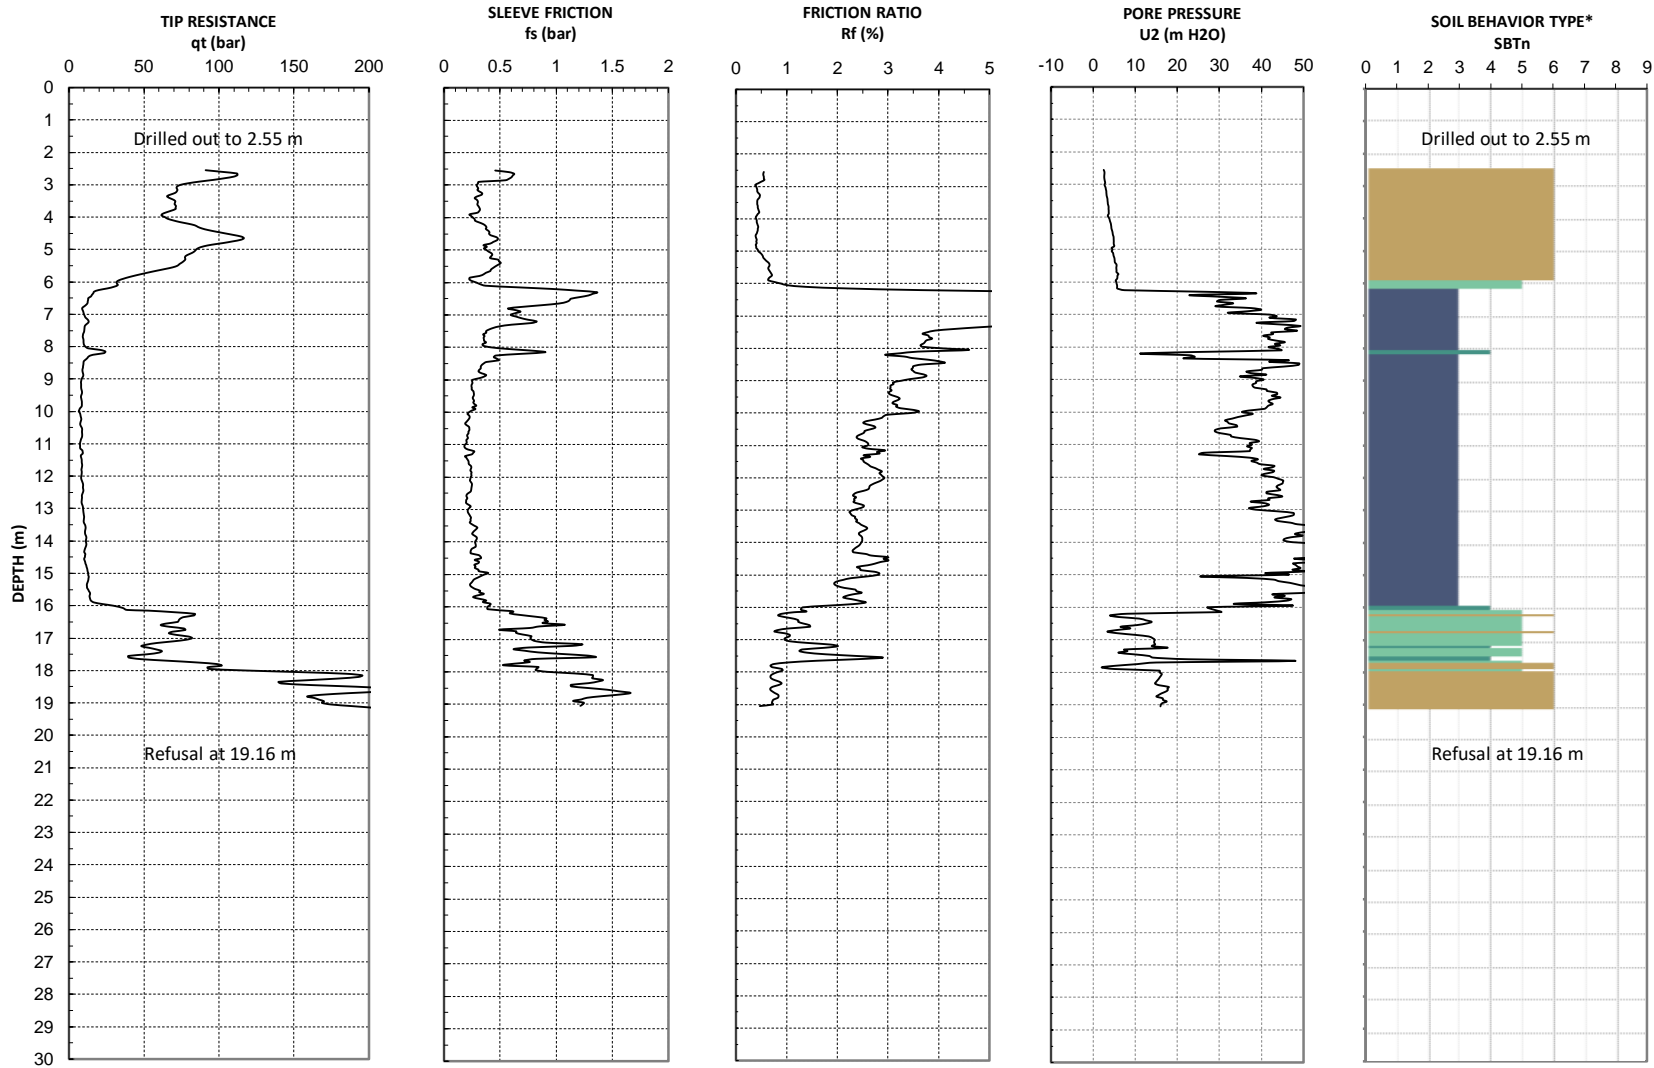 TIP RESISTANCE
qt (bar)
0 50 100 150 200
SLEEVE FRICTION
fs (bar)
0 0.5 1 1.5 2
FRICTION RATIO
Rf (%)
0 1 2 3 4 5
PORE PRESSURE
U2 (m H2O)
-10 0 10 20 30 40 50
SOIL BEHAVIOR TYPE*
SBTn
0 1 2 3 4 5 6 7 8 9
DEPTH (m)
0
1
2
3
4
5
6
7
8
9
10
11
12
13
14
15
16
17
18
19
20
21
22
23
24
25
26
27
28
29
30
Drilled out to 2.55 m
Refusal at 19.16 m
Drilled out to 2.55 m
Refusal at 19.16 m